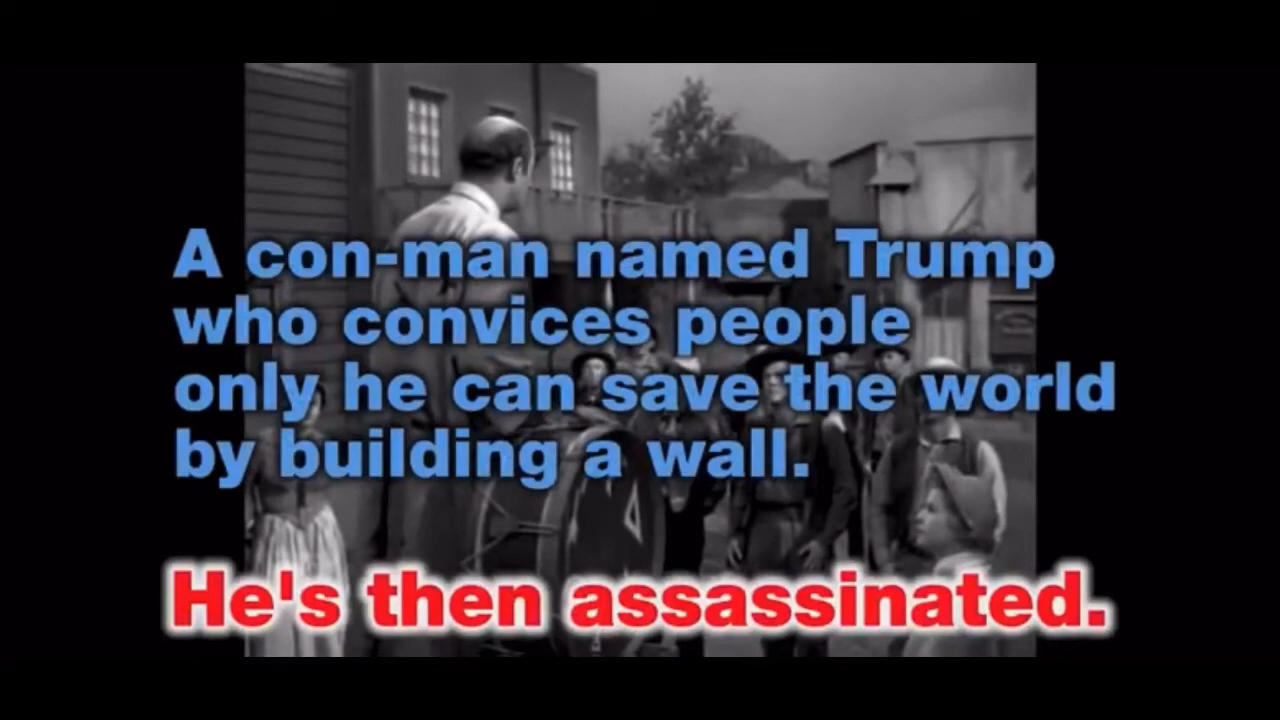 A con-man named Trump
who convices people
only he can save the world
by building a wall.
He's then assassinated.